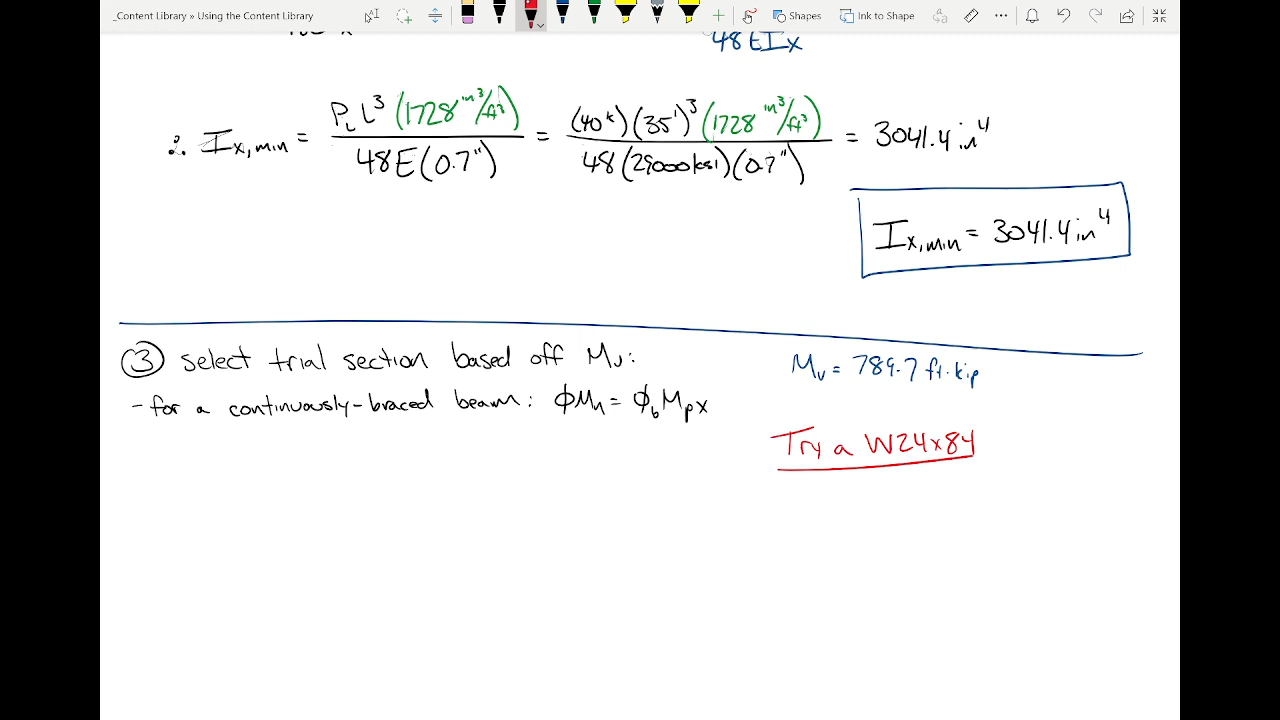 _Content Library » Using the Content Library
Shapes
Ink to Shape
48EIx
∴ Ix,min = PL L³ (1728 in³/ft³) / 48E(0.7") = (40k)(35')³(1728 in³/ft³) / 48(29000ksi)(0.7") = 3041.4 in⁴
Ix,min = 3041.4 in⁴
③ select trial section based off Mu:
Mu = 789.7 ft·kip
- for a continuously-braced beam: ϕMn = ϕb Mpx
Try a W24x84